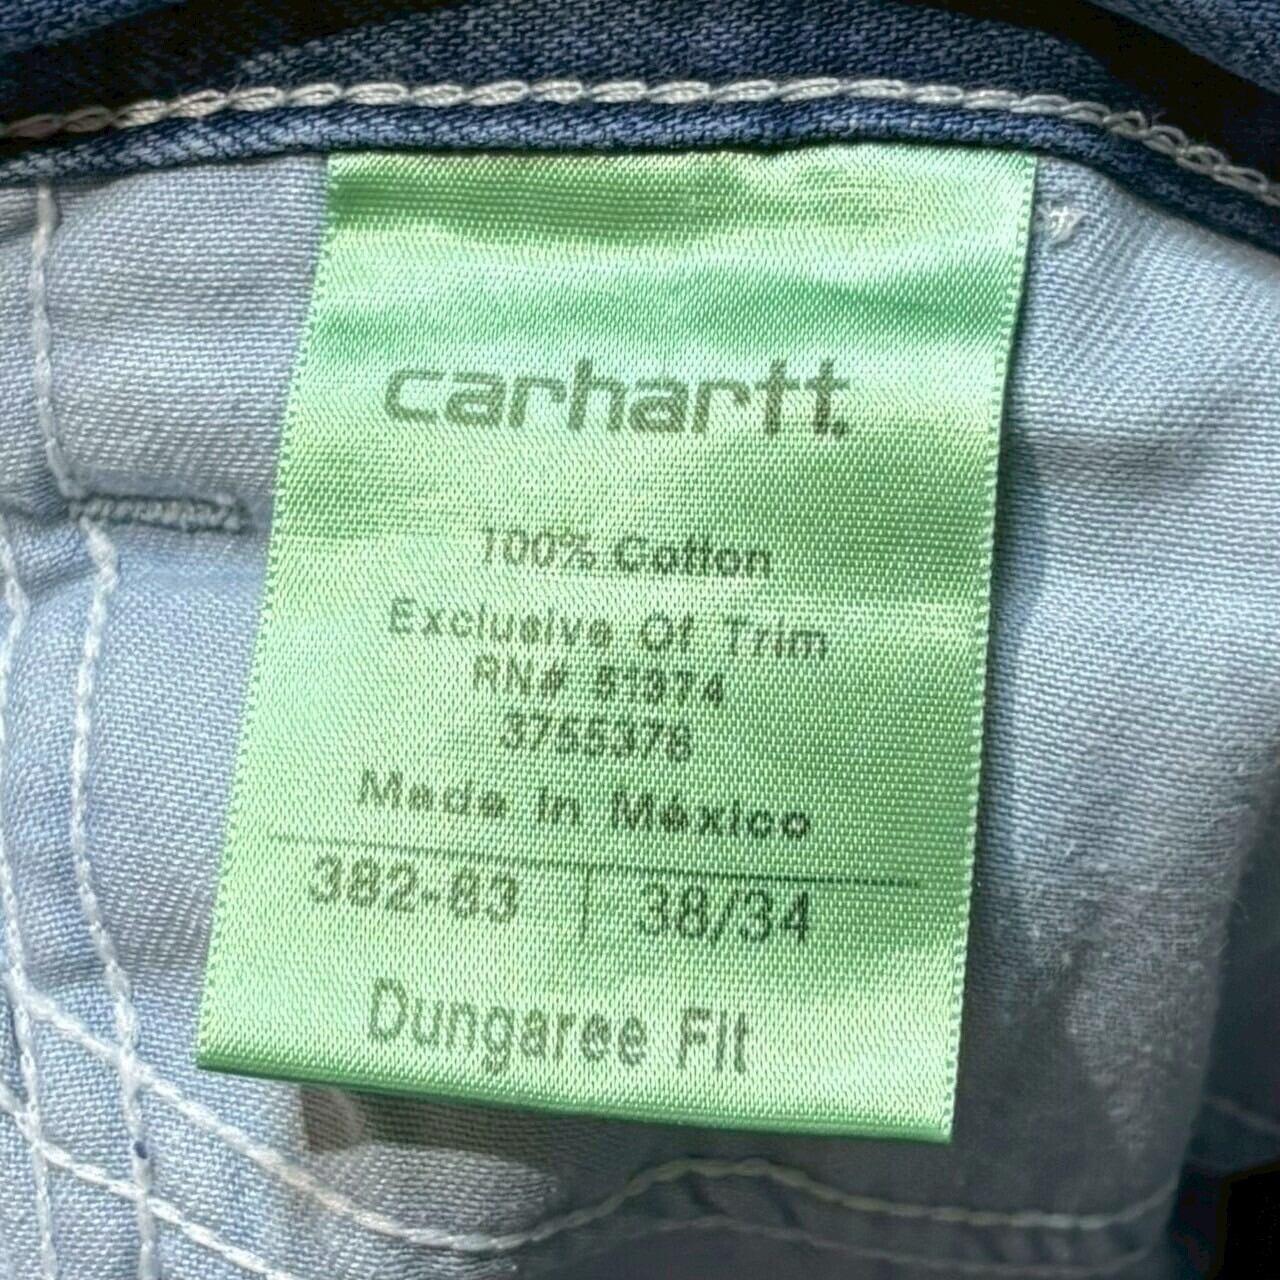 carhartt.
100% Cotton
Exclusive Of Trim
RN# 51374
3755376
Made In México
382-83 | 38/34
Dungaree Fit